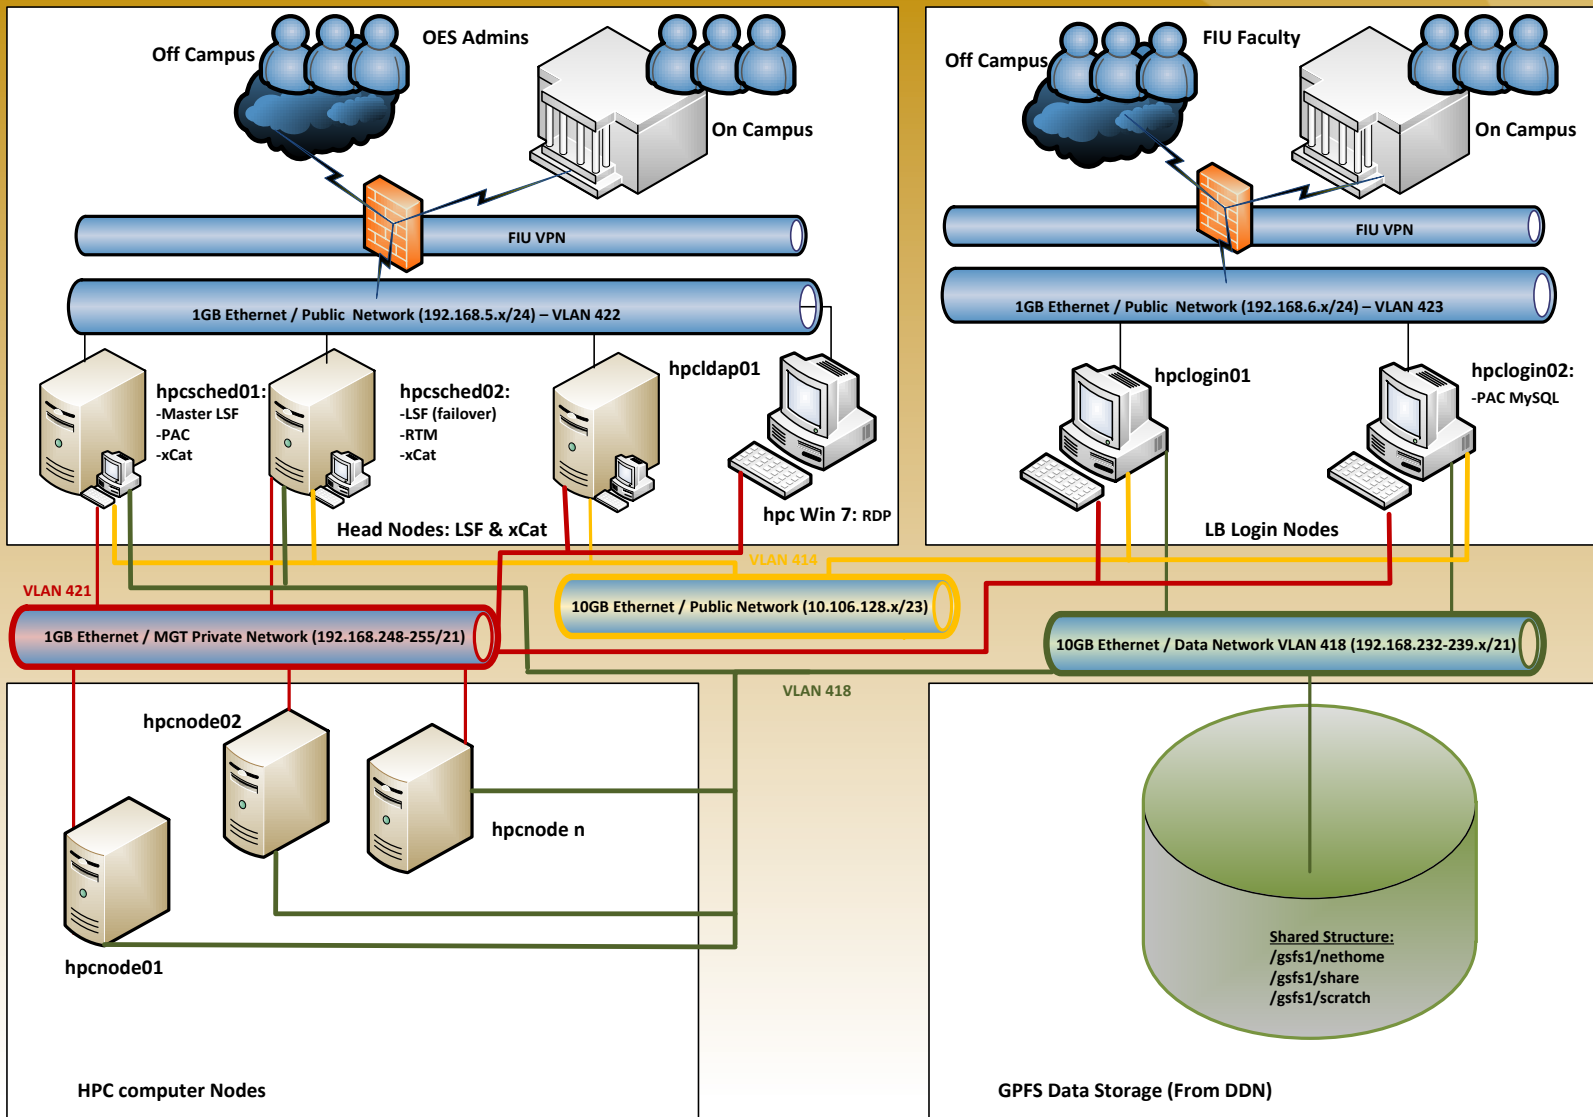 Off Campus
OES Admins
On Campus
FIU VPN
1GB Ethernet / Public Network (192.168.5.x/24) – VLAN 422
hpcsched01:
-Master LSF
-PAC
-xCat
hpcsched02:
-LSF (failover)
-RTM
-xCat
hpcldap01
hpc Win 7: RDP
Head Nodes: LSF & xCat
Off Campus
FIU Faculty
On Campus
FIU VPN
1GB Ethernet / Public Network (192.168.6.x/24) – VLAN 423
hpclogin01
hpclogin02:
-PAC MySQL
LB Login Nodes
VLAN 414
VLAN 421
10GB Ethernet / Public Network (10.106.128.x/23)
1GB Ethernet / MGT Private Network (192.168.248-255/21)
10GB Ethernet / Data Network VLAN 418 (192.168.232-239.x/21)
VLAN 418
hpcnode02
hpcnode n
hpcnode01
HPC computer Nodes
Shared Structure:
/gsfs1/nethome
/gsfs1/share
/gsfs1/scratch
GPFS Data Storage (From DDN)